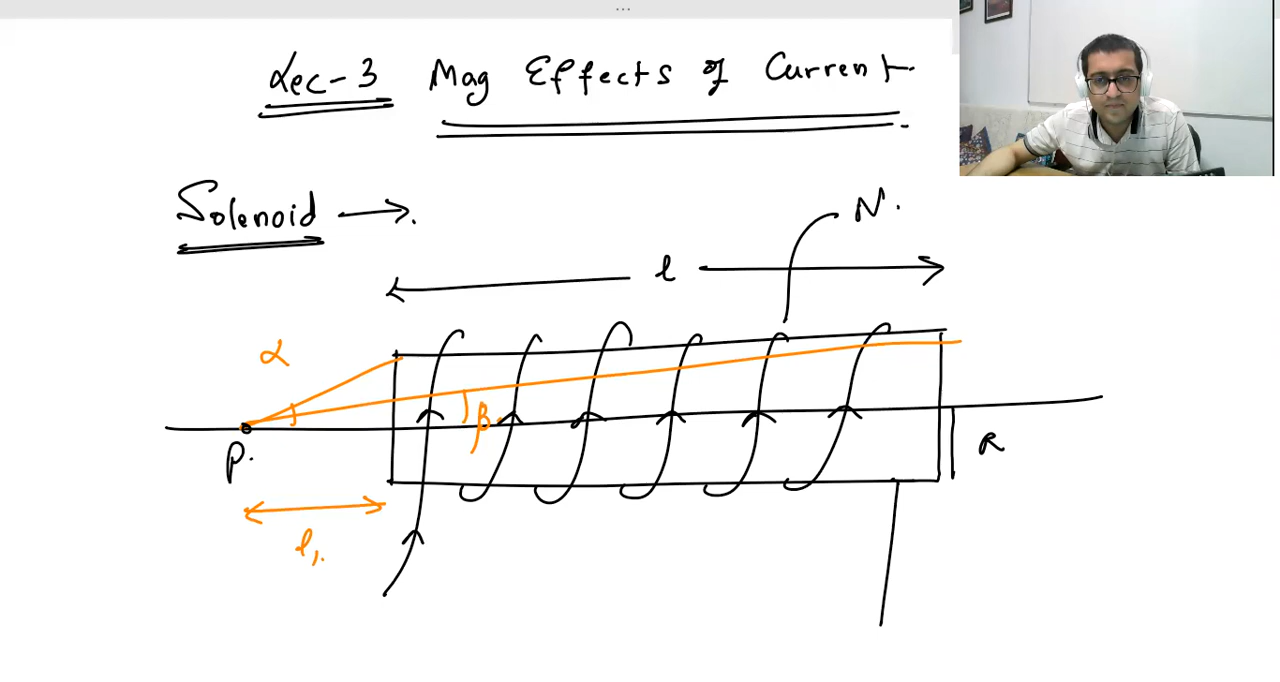 Lec-3 Mag Effects of Current.
Solenoid →.
N.
l
α
β.
P.
R
l₁.